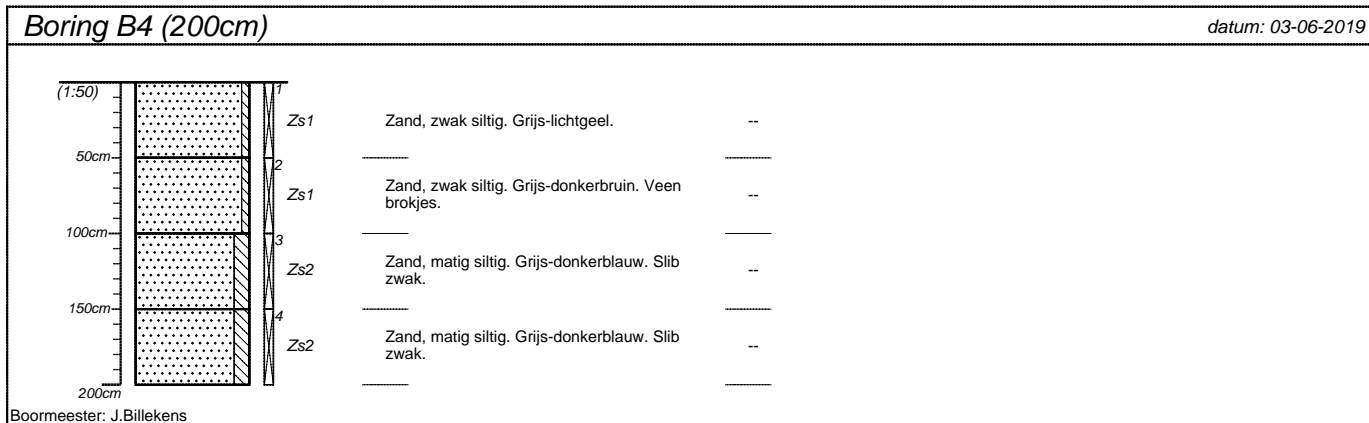 Boring B4 (200cm)
datum: 03-06-2019
(1:50)
1
Zs1
Zand, zwak siltig. Grijs-lichtgeel.
--
50cm
2
Zs1
Zand, zwak siltig. Grijs-donkerbruin. Veen
brokjes.
--
100cm
3
Zs2
Zand, matig siltig. Grijs-donkerblauw. Slib
zwak.
--
150cm
4
Zs2
Zand, matig siltig. Grijs-donkerblauw. Slib
zwak.
--
200cm
Boormeester: J.Billekens